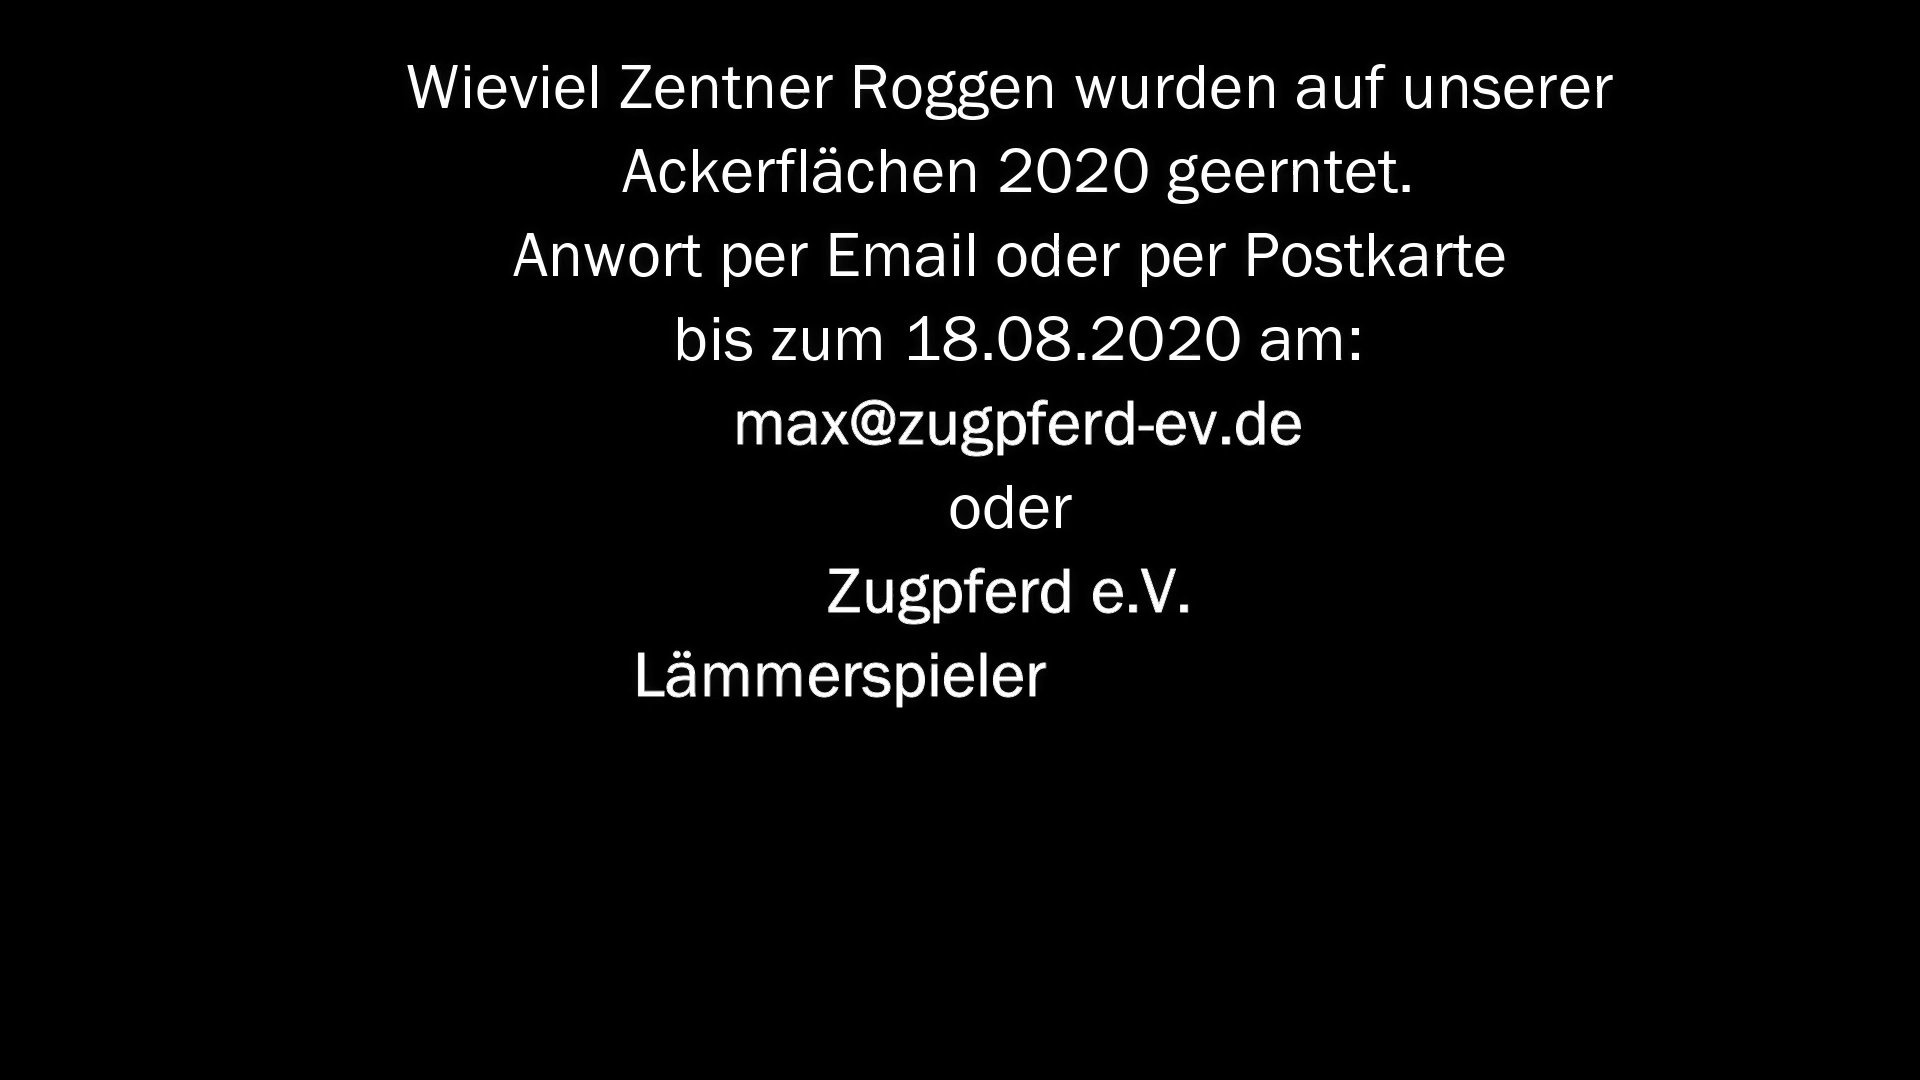 Wieviel Zentner Roggen wurden auf unserer
Ackerflächen 2020 geerntet.
Anwort per Email oder per Postkarte
bis zum 18.08.2020 am:
max@zugpferd-ev.de
oder
Zugpferd e.V.
Lämmerspieler